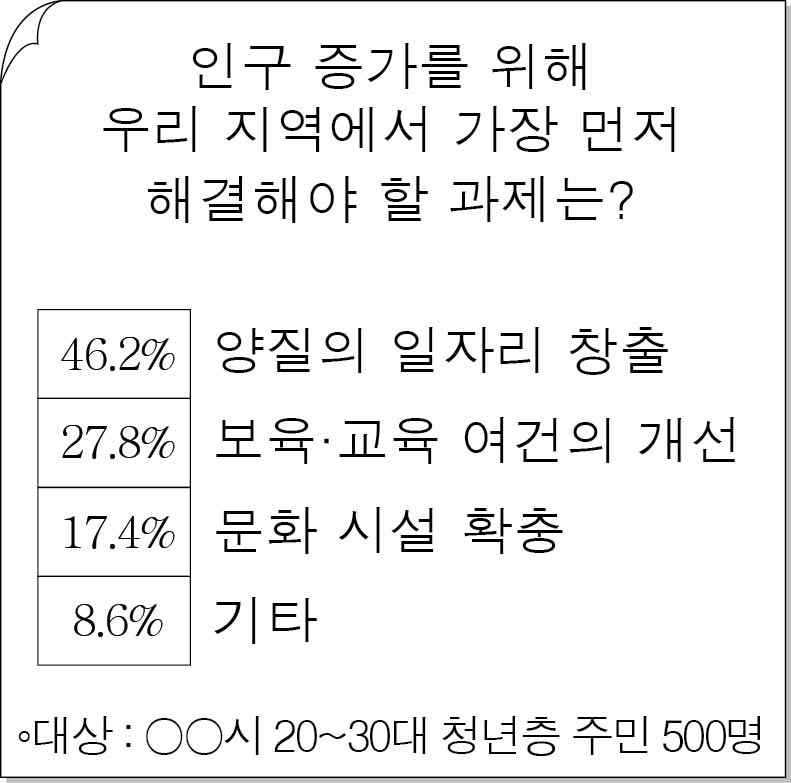 인구 증가를 위해
우리 지역에서 가장 먼저
해결해야 할 과제는?
46.2% 양질의 일자리 창출
27.8% 보육·교육 여건의 개선
17.4% 문화 시설 확충
8.6% 기타
◦대상 : ○○시 20~30대 청년층 주민 500명